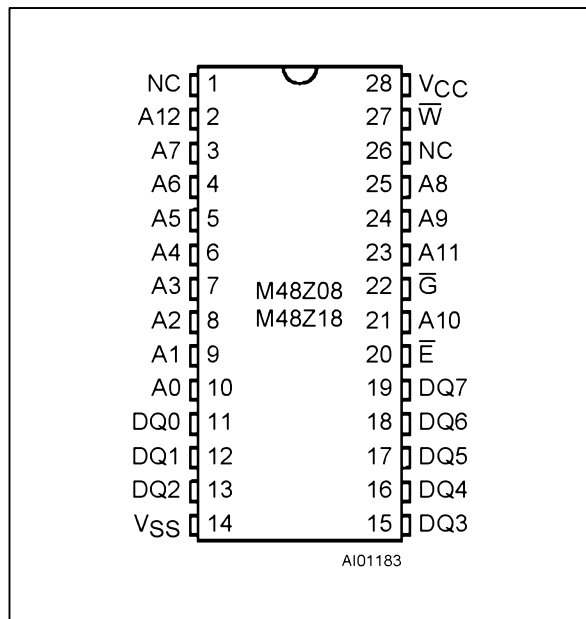 NC 1 28 VCC
A12 2 27 W̅
A7 3 26 NC
A6 4 25 A8
A5 5 24 A9
A4 6 23 A11
A3 7 22 G̅
M48Z08
A2 8 21 A10
M48Z18
A1 9 20 E̅
A0 10 19 DQ7
DQ0 11 18 DQ6
DQ1 12 17 DQ5
DQ2 13 16 DQ4
VSS 14 15 DQ3
AI01183